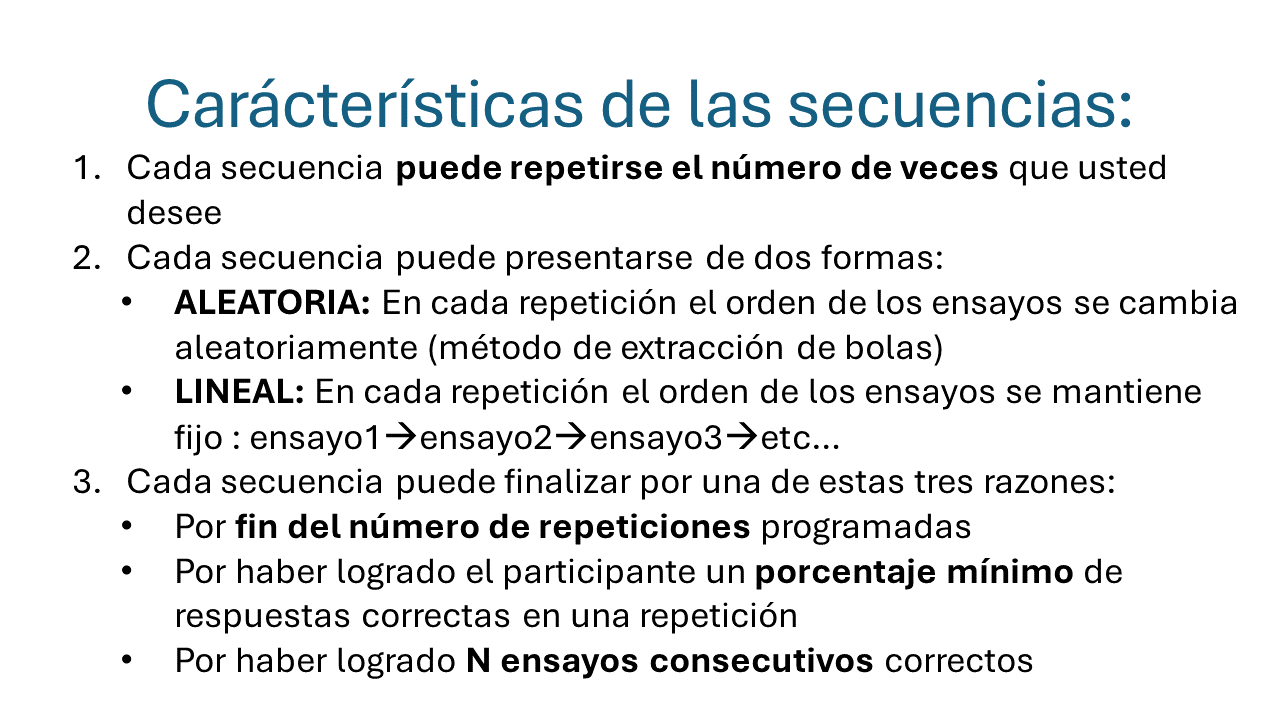 Carácterísticas de las secuencias:
1. Cada secuencia puede repetirse el número de veces que usted
desee
2. Cada secuencia puede presentarse de dos formas:
• ALEATORIA: En cada repetición el orden de los ensayos se cambia
aleatoriamente (método de extracción de bolas)
• LINEAL: En cada repetición el orden de los ensayos se mantiene
fijo : ensayo1→ensayo2→ensayo3→etc...
3. Cada secuencia puede finalizar por una de estas tres razones:
• Por fin del número de repeticiones programadas
• Por haber logrado el participante un porcentaje mínimo de
respuestas correctas en una repetición
• Por haber logrado N ensayos consecutivos correctos